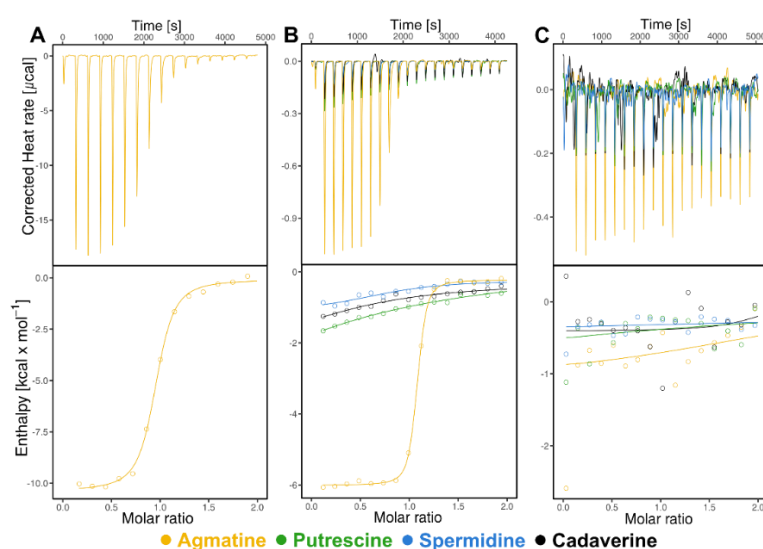 Time [s]
Time [s]
Time [s]
A
0 1000 2000 3000 4000 5000
B
0 1000 2000 3000 4000
C
0 1000 2000 3000 4000 5000
Corrected Heat rate [µcal]
0
-5
-10
-15
0.0
-0.3
-0.6
-0.9
0.0
-0.2
-0.4
Enthalpy [kcal x mol⁻¹]
0.0
-2.5
-5.0
-7.5
-10.0
0
-2
-4
-6
0
-1
-2
0.0 0.5 1.0 1.5 2.0
0.0 0.5 1.0 1.5 2.0
0.0 0.5 1.0 1.5 2.0
Molar ratio
Molar ratio
Molar ratio
Agmatine Putrescine Spermidine Cadaverine